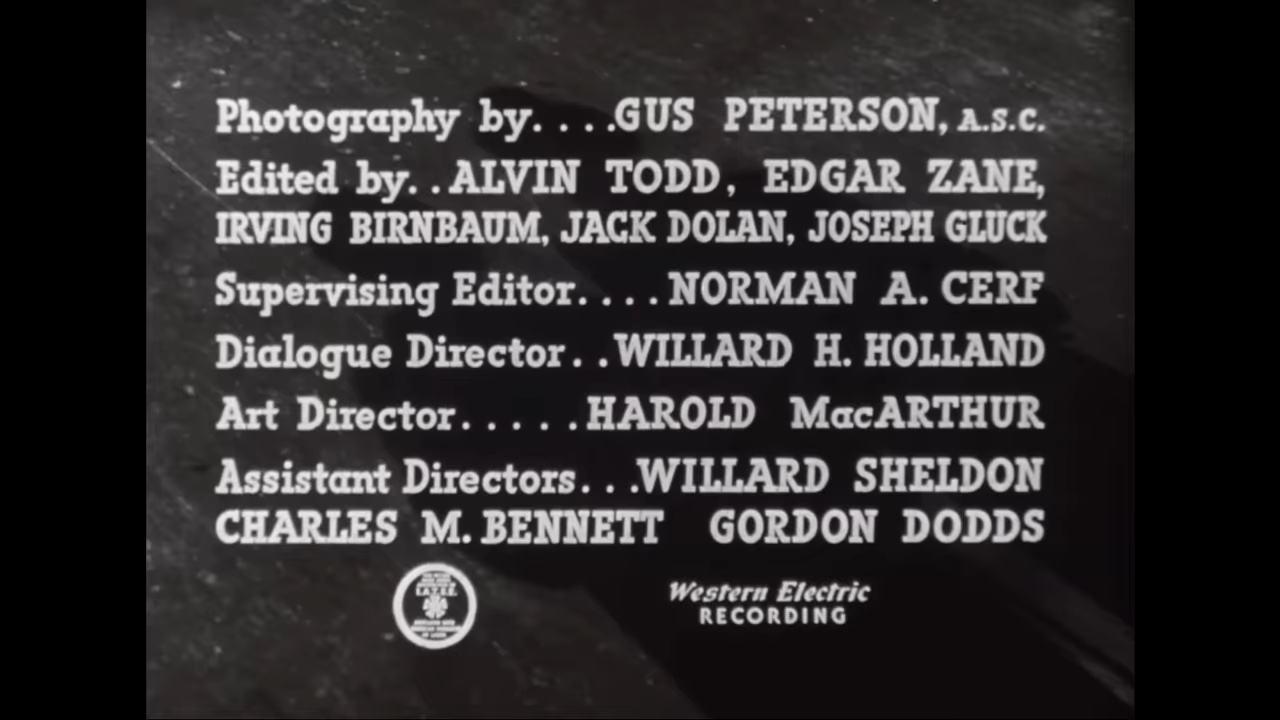 Photography by....GUS PETERSON, A.S.C.
Edited by..ALVIN TODD, EDGAR ZANE,
IRVING BIRNBAUM, JACK DOLAN, JOSEPH GLUCK
Supervising Editor....NORMAN A. CERF
Dialogue Director..WILLARD H. HOLLAND
Art Director.....HAROLD MacARTHUR
Assistant Directors...WILLARD SHELDON
CHARLES M. BENNETT GORDON DODDS
I.A.T.S.E.
Western Electric
RECORDING